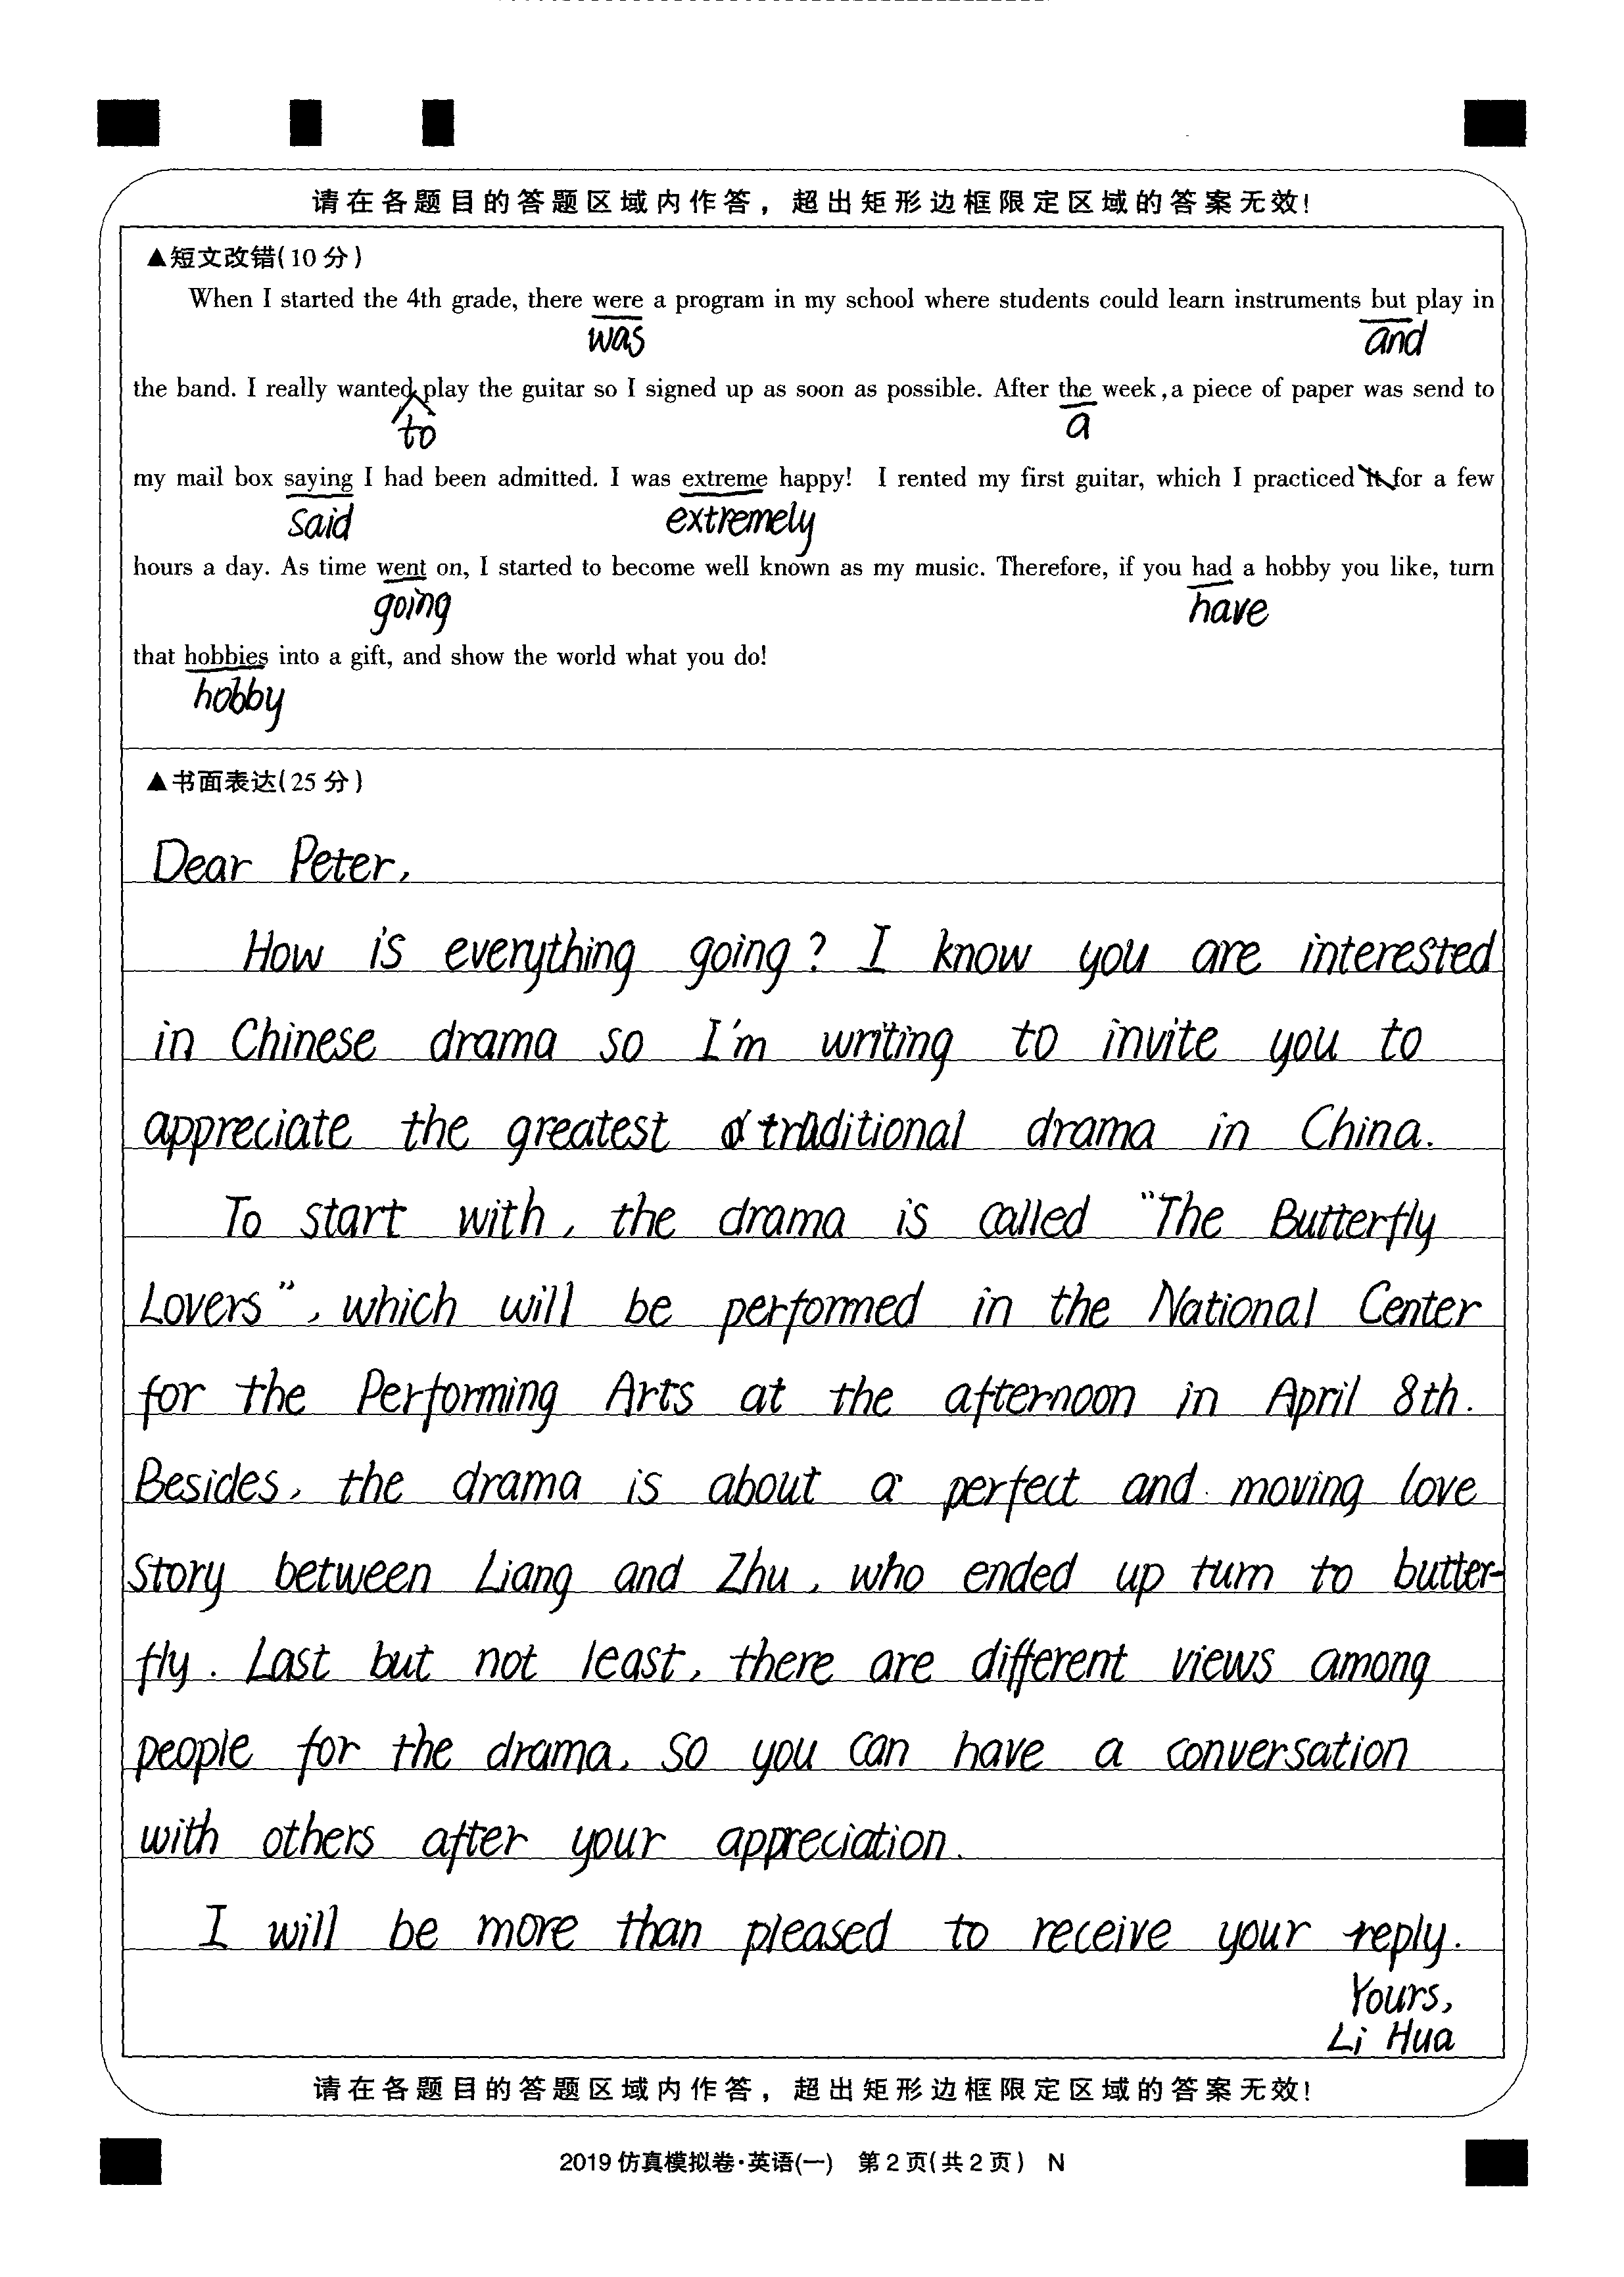 请在各题目的答题区域内作答，超出矩形边框限定区域的答案无效!
▲短文改错(10分)
When I started the 4th grade, there were a program in my school where students could learn instruments but play in
was and
the band. I really wanted play the guitar so I signed up as soon as possible. After the week, a piece of paper was send to
to a
my mail box saying I had been admitted. I was extreme happy! I rented my first guitar, which I practiced it for a few
said extremely
hours a day. As time went on, I started to become well known as my music. Therefore, if you had a hobby you like, turn
going have
that hobbies into a gift, and show the world what you do!
hobby
▲书面表达(25分)
Dear Peter,
How is everything going? I know you are interested
in Chinese drama so I'm writing to invite you to
appreciate the greatest traditional drama in China.
To start with, the drama is called "The Butterfly
Lovers", which will be performed in the National Center
for the Performing Arts at the afternoon in April 8th.
Besides, the drama is about a perfect and moving love
story between Liang and Zhu, who ended up turn to butter-
fly. Last but not least, there are different views among
people for the drama, so you can have a conversation
with others after your appreciation.
I will be more than pleased to receive your reply.
Yours,
Li Hua
请在各题目的答题区域内作答，超出矩形边框限定区域的答案无效!
2019仿真模拟卷·英语(一) 第2页(共2页) N